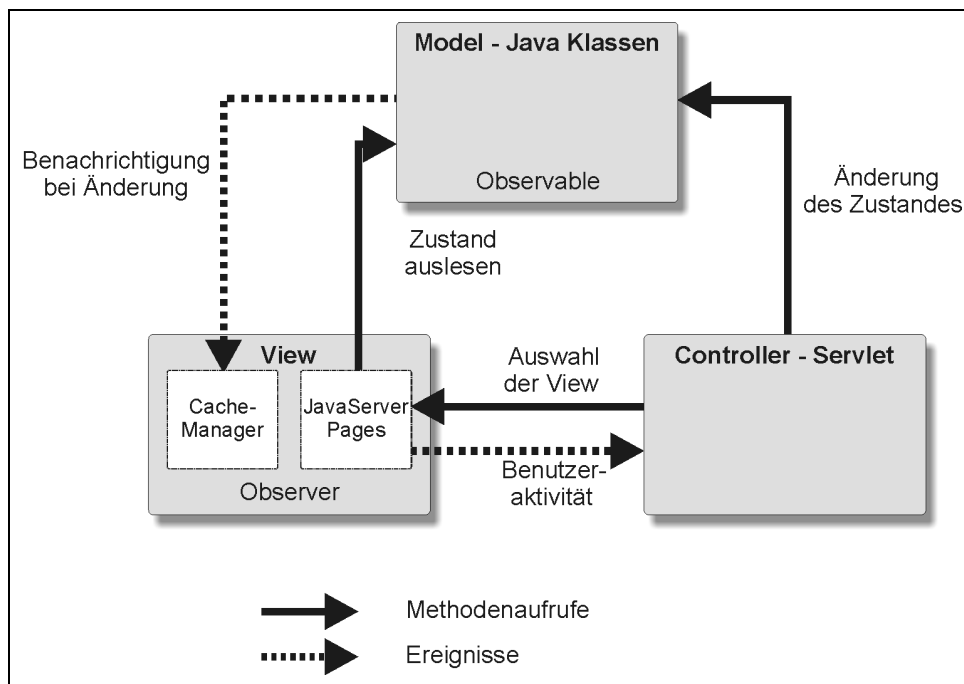 Model - Java Klassen
Observable
Benachrichtigung
bei Änderung
Zustand
auslesen
Änderung
des Zustandes
View
Cache-
Manager
JavaServer
Pages
Observer
Auswahl
der View
Benutzer-
aktivität
Controller - Servlet
Methodenaufrufe
Ereignisse